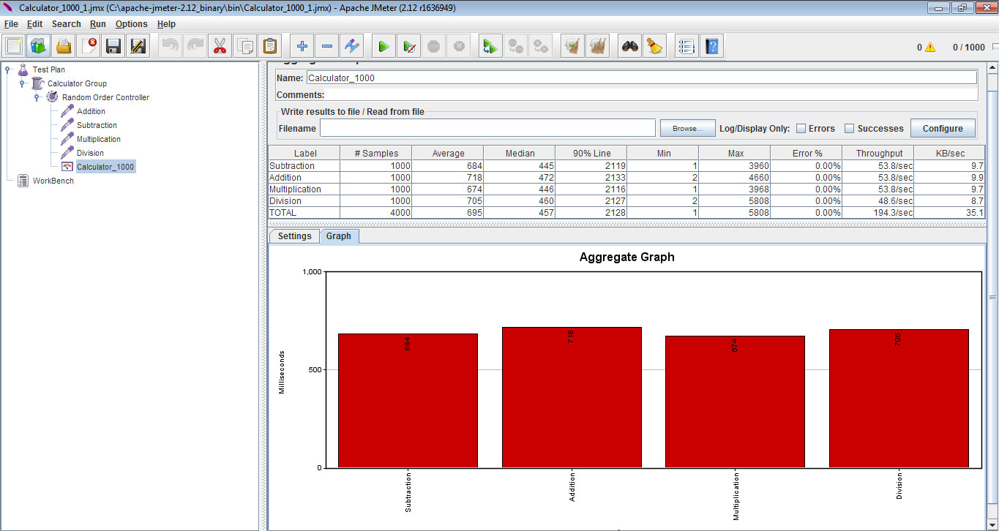 Calculator_1000_1.jmx (C:\apache-jmeter-2.12_binary\bin\Calculator_1000_1.jmx) - Apache JMeter (2.12 r1636949)
File Edit Search Run Options Help
0 0 / 1000
Test Plan
Calculator Group
Random Order Controller
Addition
Subtraction
Multiplication
Division
Calculator_1000
WorkBench
Name: Calculator_1000
Comments:
Write results to file / Read from file
Filename Browse... Log/Display Only: Errors Successes Configure
Label # Samples Average Median 90% Line Min Max Error % Throughput KB/sec
Subtraction 1000 684 445 2119 1 3960 0.00% 53.8/sec 9.7
Addition 1000 718 472 2133 2 4660 0.00% 53.8/sec 9.9
Multiplication 1000 674 446 2116 1 3968 0.00% 53.8/sec 9.7
Division 1000 705 460 2127 2 5808 0.00% 48.6/sec 8.7
TOTAL 4000 695 457 2128 1 5808 0.00% 194.3/sec 35.1
Settings Graph
Aggregate Graph
Milliseconds
1,000
500
0
684 718 674 705
Subtraction Addition Multiplication Division